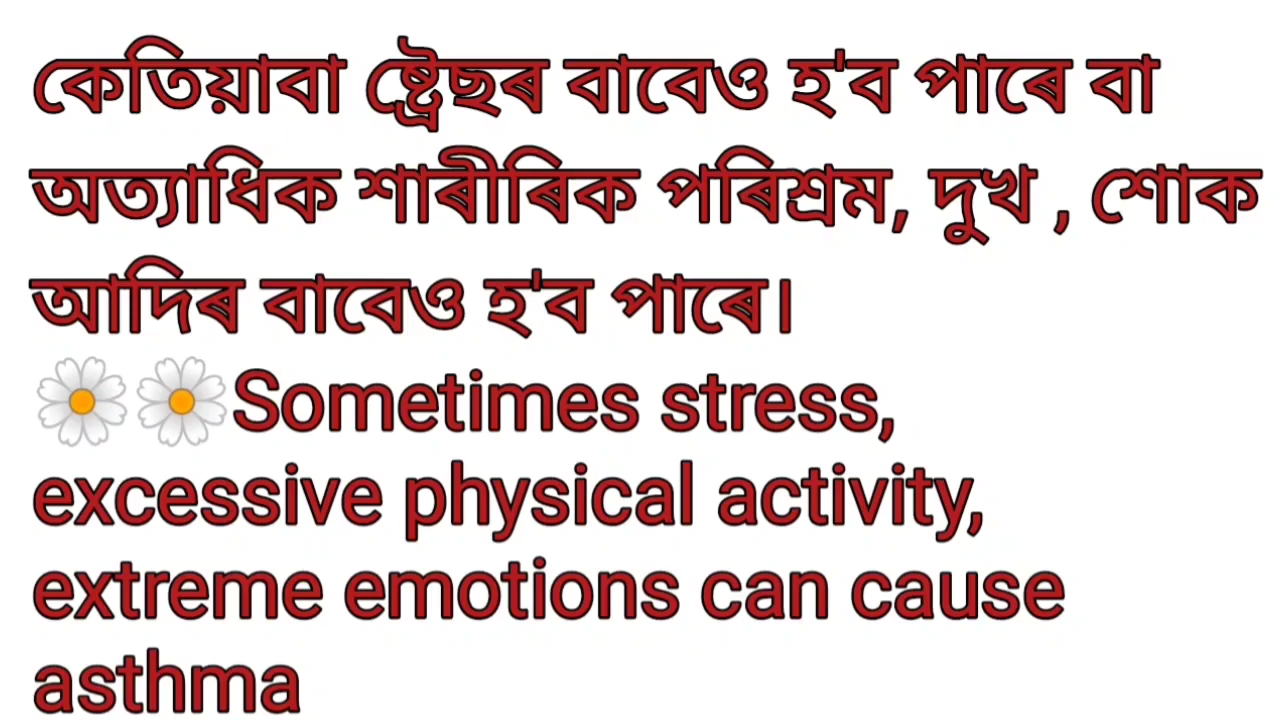 কেতিয়াবা ষ্ট্ৰেছৰ বাবেও হ'ব পাৰে বা
অত্যাধিক শাৰীৰিক পৰিশ্ৰম, দুখ , শোক
আদিৰ বাবেও হ'ব পাৰে।
🌼🌼Sometimes stress,
excessive physical activity,
extreme emotions can cause
asthma